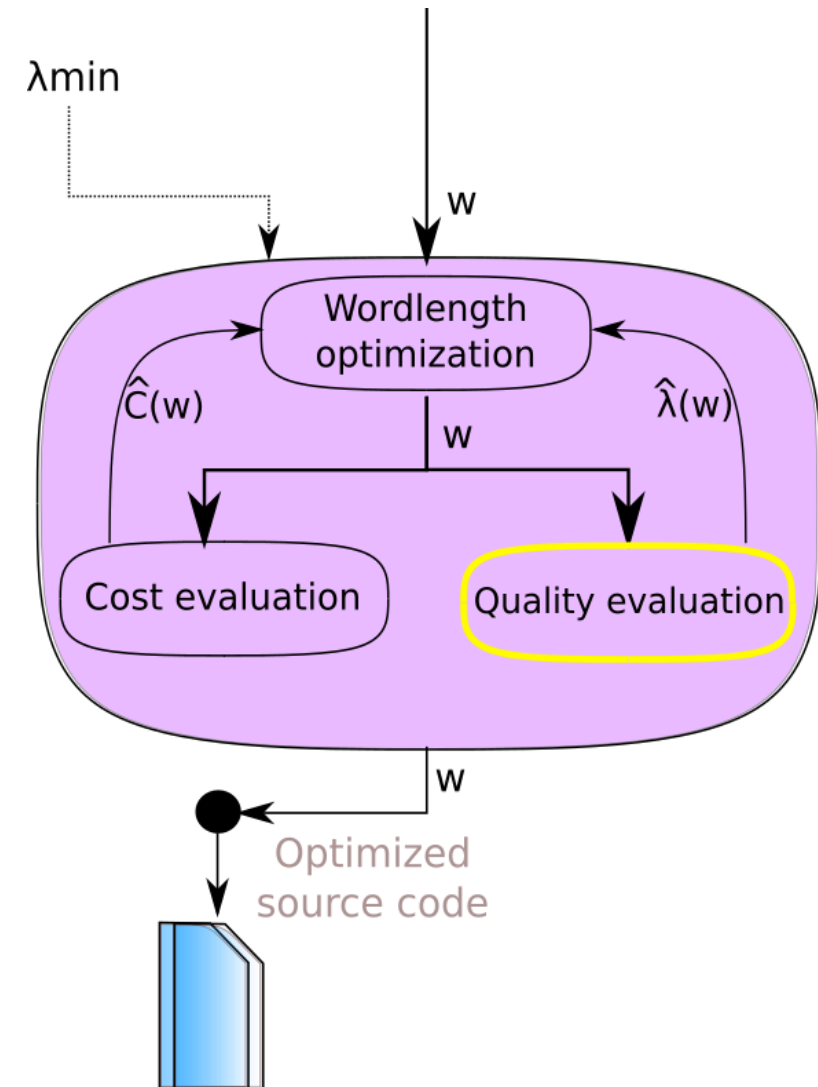 λmin
w
Wordlength
optimization
Ĉ(w)
λ̂(w)
w
Cost evaluation
Quality evaluation
w
Optimized
source code